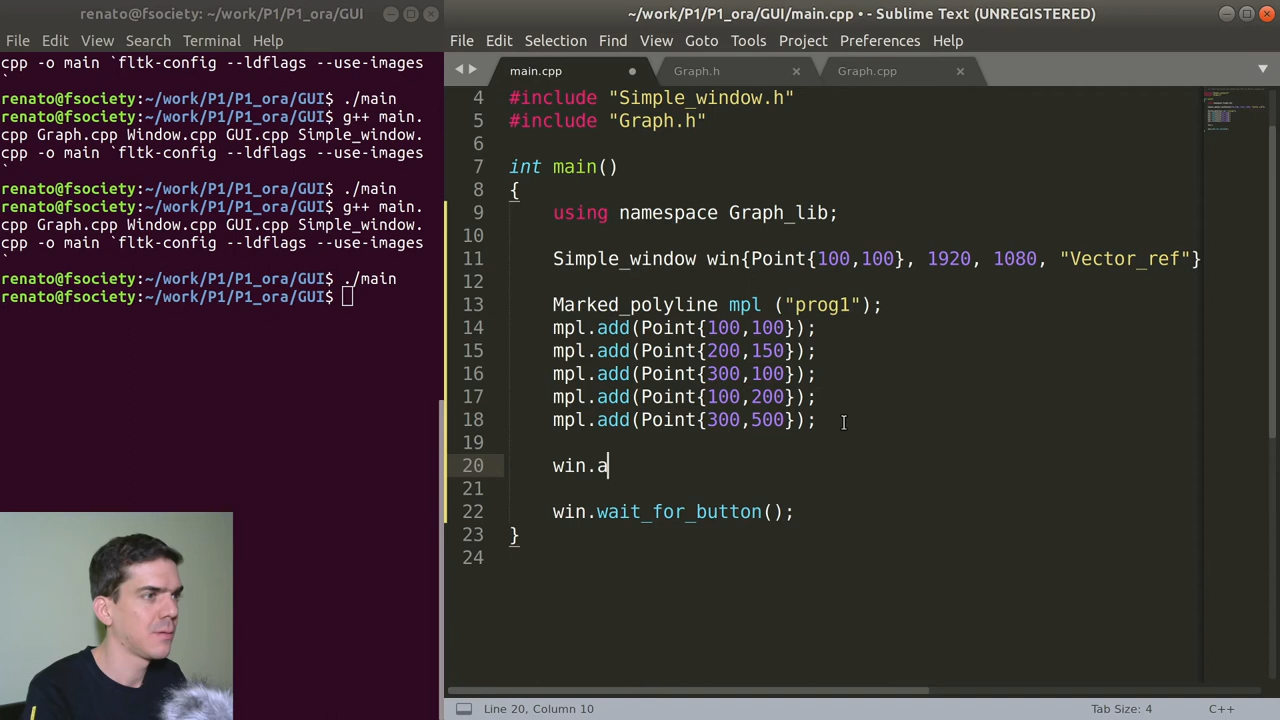 renato@fsociety: ~/work/P1/P1_ora/GUI
File Edit View Search Terminal Help
cpp -o main `fltk-config --ldflags --use-images
`
renato@fsociety:~/work/P1/P1_ora/GUI$ ./main
renato@fsociety:~/work/P1/P1_ora/GUI$ g++ main.
cpp Graph.cpp Window.cpp GUI.cpp Simple_window.
cpp -o main `fltk-config --ldflags --use-images
`
renato@fsociety:~/work/P1/P1_ora/GUI$ ./main
renato@fsociety:~/work/P1/P1_ora/GUI$ g++ main.
cpp Graph.cpp Window.cpp GUI.cpp Simple_window.
cpp -o main `fltk-config --ldflags --use-images
`
renato@fsociety:~/work/P1/P1_ora/GUI$ ./main
renato@fsociety:~/work/P1/P1_ora/GUI$
~/work/P1/P1_ora/GUI/main.cpp • - Sublime Text (UNREGISTERED)
File Edit Selection Find View Goto Tools Project Preferences Help
main.cpp Graph.h Graph.cpp
4 #include "Simple_window.h"
5 #include "Graph.h"
6
7 int main()
8 {
9 using namespace Graph_lib;
10
11 Simple_window win{Point{100,100}, 1920, 1080, "Vector_ref"}
12
13 Marked_polyline mpl ("prog1");
14 mpl.add(Point{100,100});
15 mpl.add(Point{200,150});
16 mpl.add(Point{300,100});
17 mpl.add(Point{100,200});
18 mpl.add(Point{300,500});
19
20 win.a
21
22 win.wait_for_button();
23 }
24
Line 20, Column 10 Tab Size: 4 C++